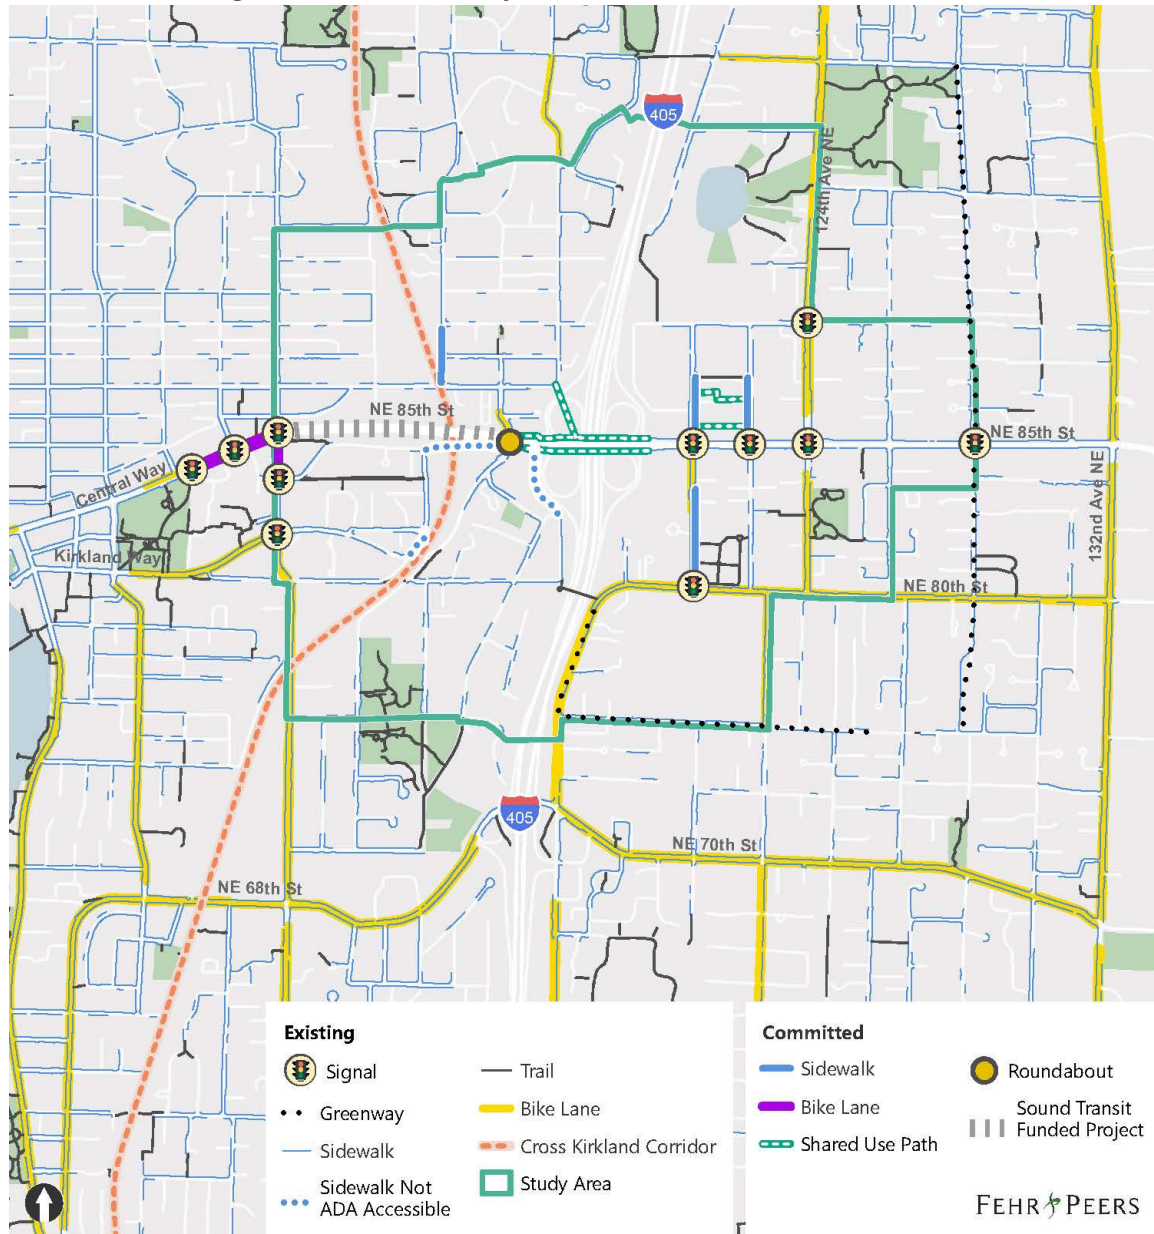 405
124th Ave NE
NE 85th St
NE 85th St
Central Way
132nd Ave NE
Kirkland Way
NE 80th St
405
NE 70th St
NE 68th St
Existing
Signal
Greenway
Sidewalk
Sidewalk Not
ADA Accessible
Trail
Bike Lane
Cross Kirkland Corridor
Study Area
Committed
Sidewalk
Bike Lane
Shared Use Path
Roundabout
Sound Transit
Funded Project
FEHR PEERS